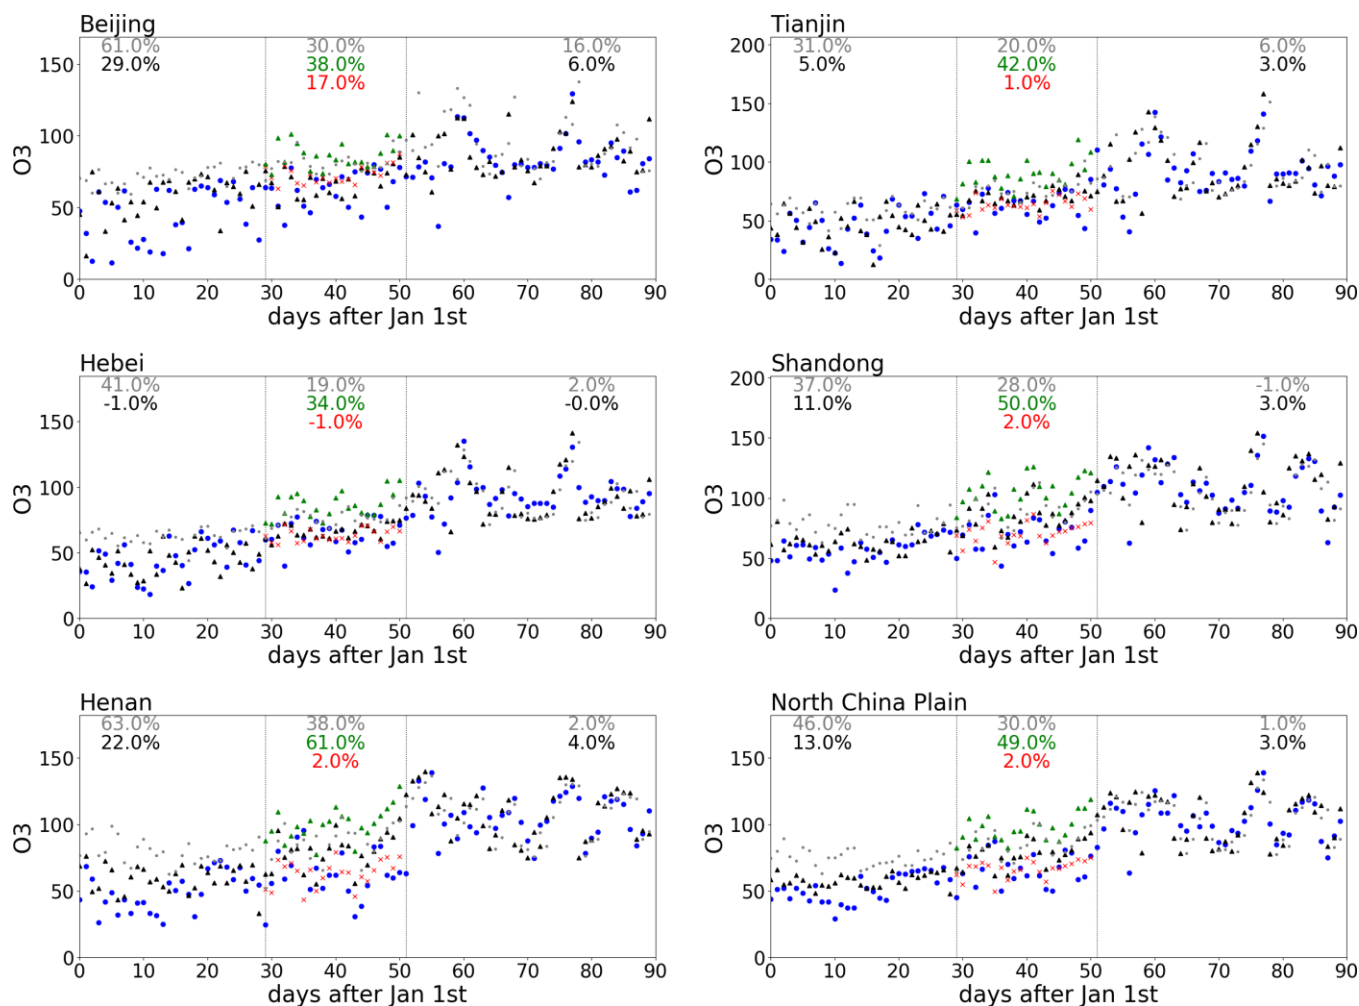 Beijing
61.0% 30.0% 16.0%
29.0% 38.0% 6.0%
17.0%
150
100
50
0
O3
0 10 20 30 40 50 60 70 80 90
days after Jan 1st
Tianjin
31.0% 20.0% 6.0%
5.0% 42.0% 3.0%
1.0%
200
150
100
50
0
O3
0 10 20 30 40 50 60 70 80 90
days after Jan 1st
Hebei
41.0% 19.0% 2.0%
-1.0% 34.0% -0.0%
-1.0%
150
100
50
0
O3
0 10 20 30 40 50 60 70 80 90
days after Jan 1st
Shandong
37.0% 28.0% -1.0%
11.0% 50.0% 3.0%
2.0%
200
150
100
50
0
O3
0 10 20 30 40 50 60 70 80 90
days after Jan 1st
Henan
63.0% 38.0% 2.0%
22.0% 61.0% 4.0%
2.0%
150
100
50
0
O3
0 10 20 30 40 50 60 70 80 90
days after Jan 1st
North China Plain
46.0% 30.0% 1.0%
13.0% 49.0% 3.0%
2.0%
150
100
50
0
O3
0 10 20 30 40 50 60 70 80 90
days after Jan 1st